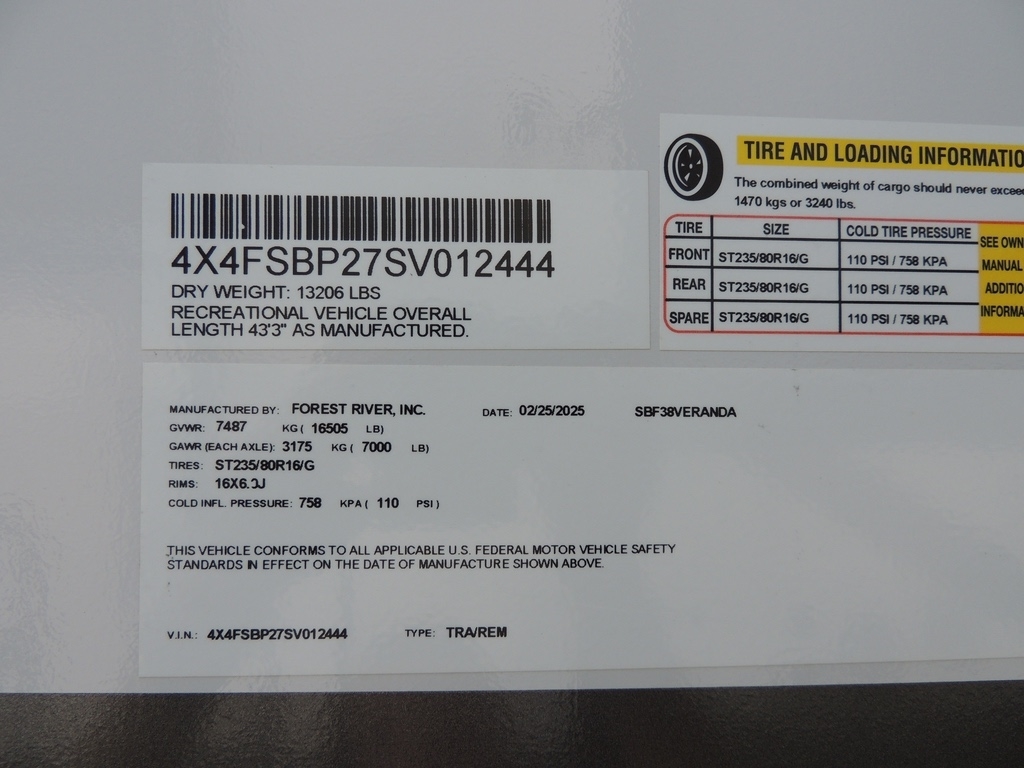 4X4FSBP27SV012444
DRY WEIGHT: 13206 LBS
RECREATIONAL VEHICLE OVERALL
LENGTH 43'3" AS MANUFACTURED.
TIRE AND LOADING INFORMATIO
The combined weight of cargo should never excee
1470 kgs or 3240 lbs.
TIRE SIZE COLD TIRE PRESSURE
FRONT ST235/80R16/G 110 PSI / 758 KPA
REAR ST235/80R16/G 110 PSI / 758 KPA
SPARE ST235/80R16/G 110 PSI / 758 KPA
SEE OWN
MANUAL
ADDITIO
INFORMA
MANUFACTURED BY: FOREST RIVER, INC. DATE: 02/25/2025 SBF38VERANDA
GVWR: 7487 KG ( 16505 LB)
GAWR (EACH AXLE): 3175 KG ( 7000 LB)
TIRES: ST235/80R16/G
RIMS: 16X6.0J
COLD INFL. PRESSURE: 758 KPA ( 110 PSI )
THIS VEHICLE CONFORMS TO ALL APPLICABLE U.S. FEDERAL MOTOR VEHICLE SAFETY
STANDARDS IN EFFECT ON THE DATE OF MANUFACTURE SHOWN ABOVE.
V.I.N.: 4X4FSBP27SV012444 TYPE: TRA/REM